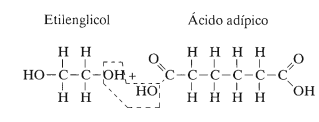 Etilenglicol Ácido adípico
H H H H H H
O O
HO–C–C–OH + C–C–C–C–C–C
HO OH
H H H H H H